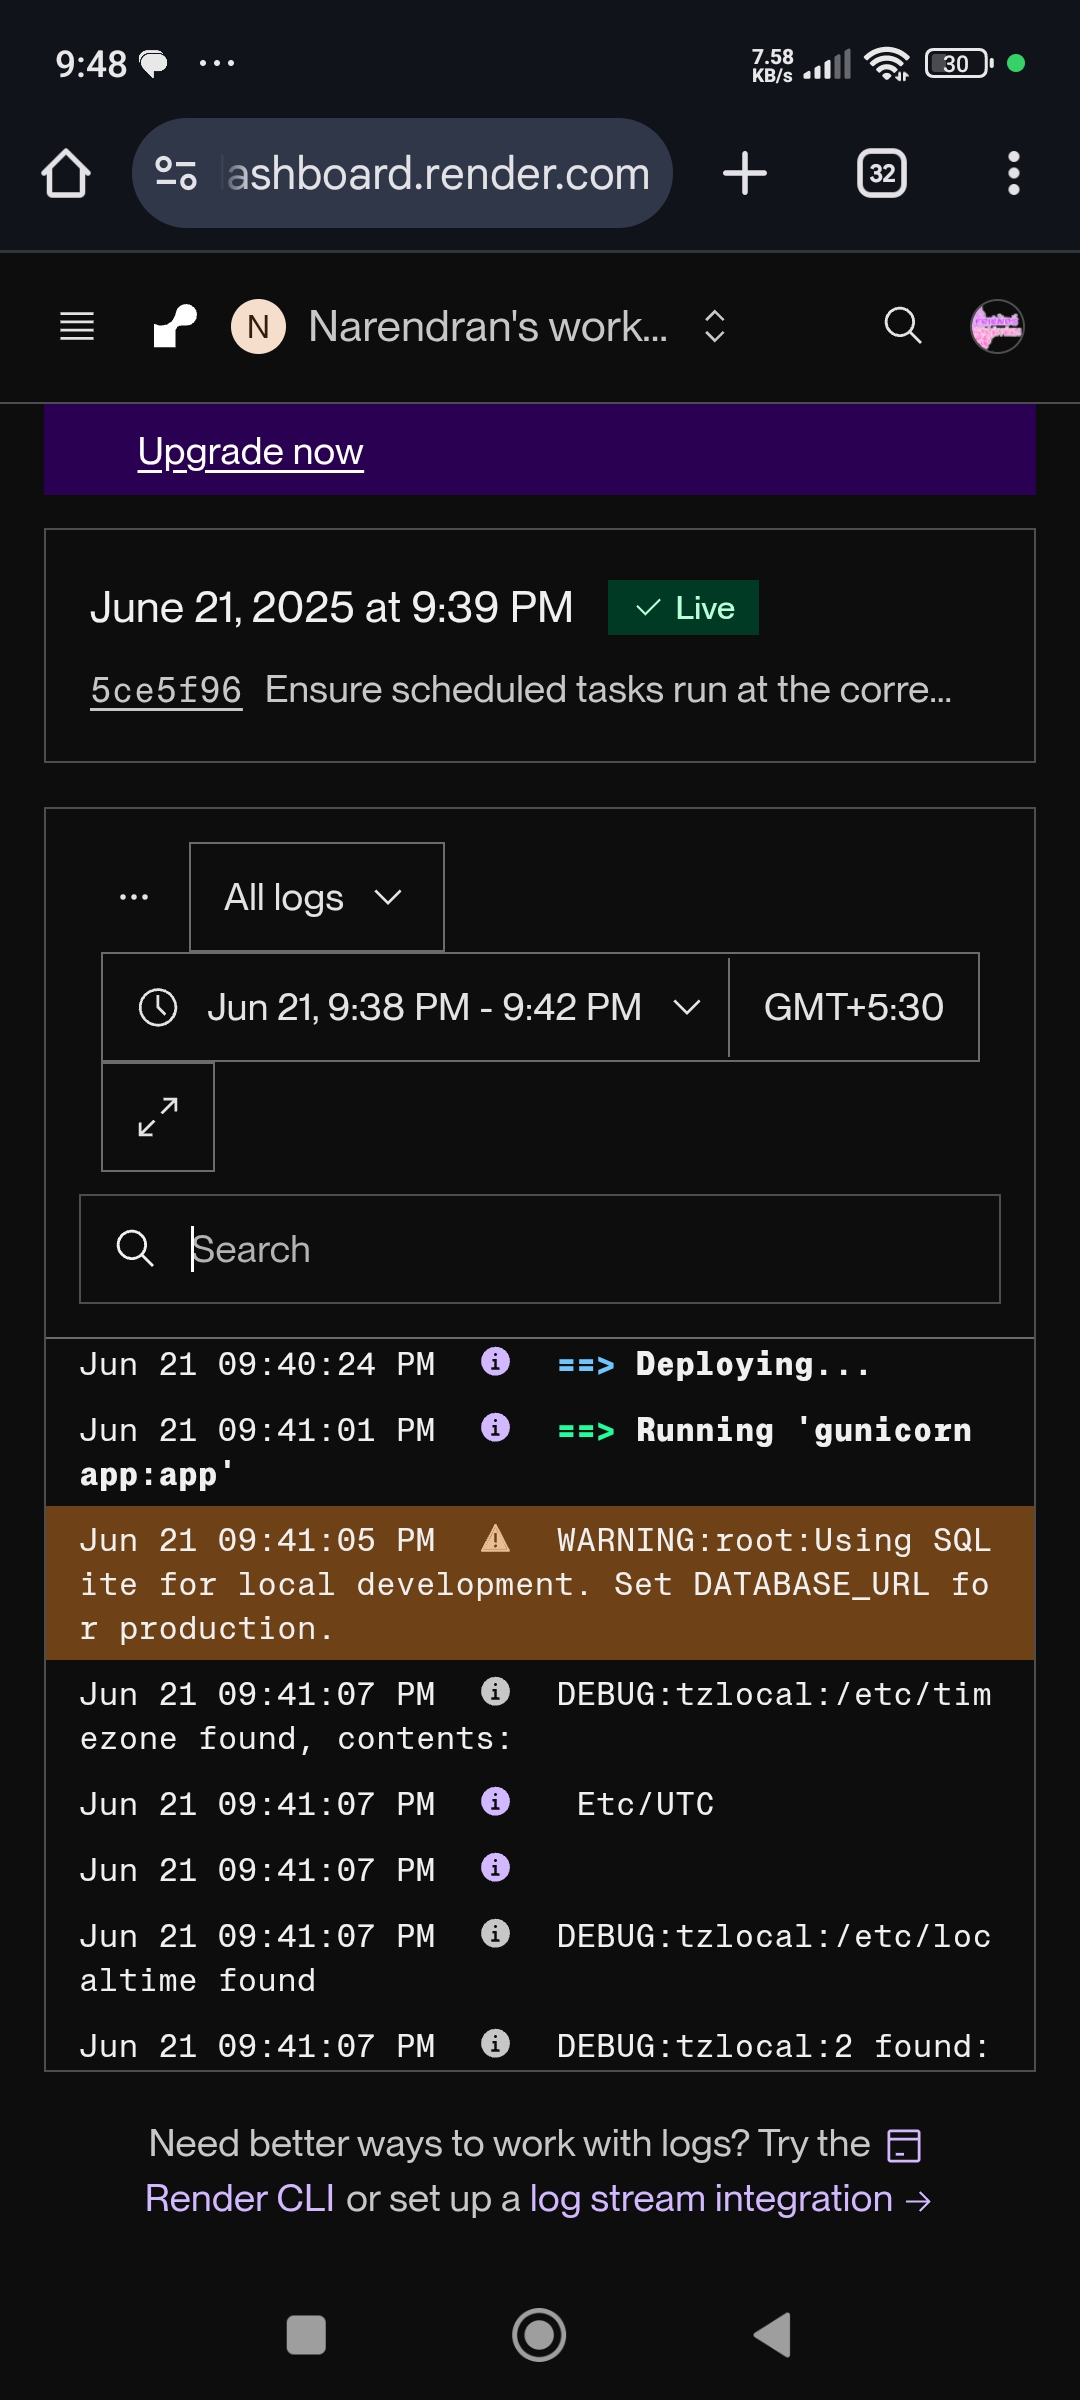 9:48
7.58
KB/s
30
ashboard.render.com
32
N Narendran's work...
Upgrade now
June 21, 2025 at 9:39 PM Live
5ce5f96 Ensure scheduled tasks run at the corre...
All logs
Jun 21, 9:38 PM - 9:42 PM GMT+5:30
Search
Jun 21 09:40:24 PM ==> Deploying...
Jun 21 09:41:01 PM ==> Running 'gunicorn
app:app'
Jun 21 09:41:05 PM WARNING:root:Using SQL
ite for local development. Set DATABASE_URL fo
r production.
Jun 21 09:41:07 PM DEBUG:tzlocal:/etc/tim
ezone found, contents:
Jun 21 09:41:07 PM Etc/UTC
Jun 21 09:41:07 PM
Jun 21 09:41:07 PM DEBUG:tzlocal:/etc/loc
altime found
Jun 21 09:41:07 PM DEBUG:tzlocal:2 found:
Need better ways to work with logs? Try the
Render CLI or set up a log stream integration →